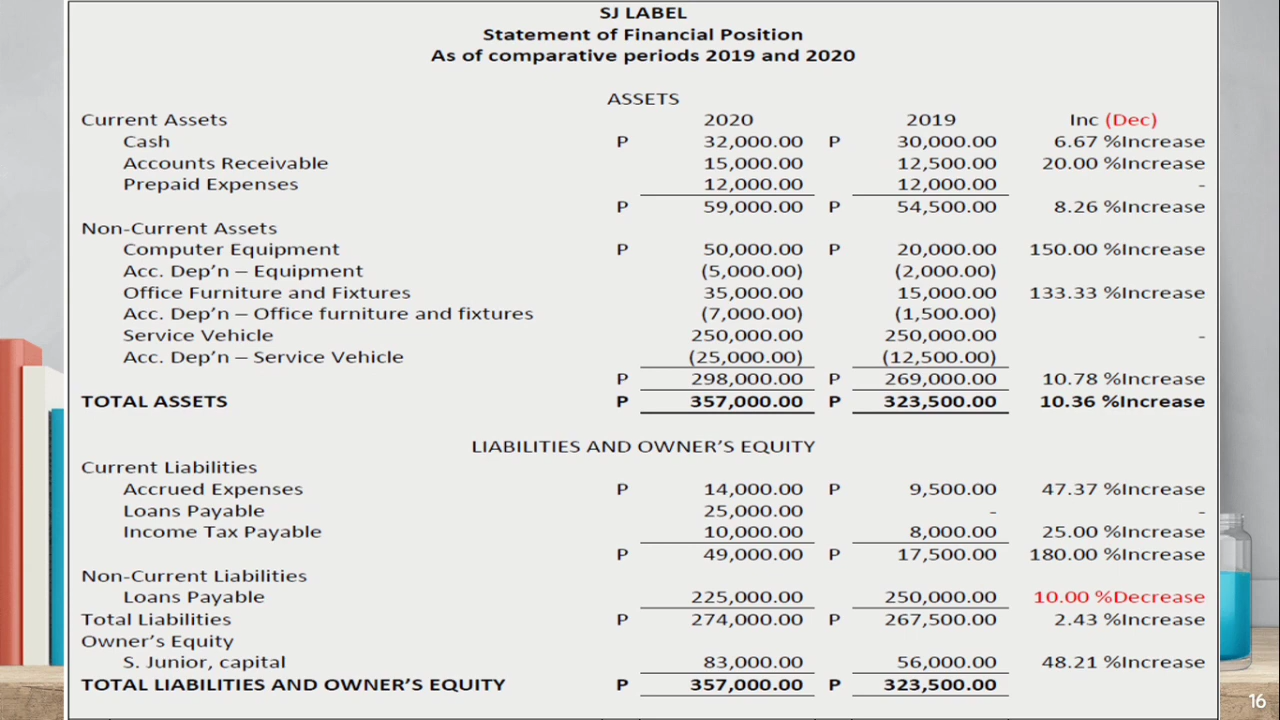 SJ LABEL
Statement of Financial Position
As of comparative periods 2019 and 2020
ASSETS
Current Assets 2020 2019 Inc (Dec)
Cash P 32,000.00 P 30,000.00 6.67 %Increase
Accounts Receivable 15,000.00 12,500.00 20.00 %Increase
Prepaid Expenses 12,000.00 12,000.00 -
P 59,000.00 P 54,500.00 8.26 %Increase
Non-Current Assets
Computer Equipment P 50,000.00 P 20,000.00 150.00 %Increase
Acc. Dep’n – Equipment (5,000.00) (2,000.00)
Office Furniture and Fixtures 35,000.00 15,000.00 133.33 %Increase
Acc. Dep’n – Office furniture and fixtures (7,000.00) (1,500.00)
Service Vehicle 250,000.00 250,000.00 -
Acc. Dep’n – Service Vehicle (25,000.00) (12,500.00)
P 298,000.00 P 269,000.00 10.78 %Increase
TOTAL ASSETS P 357,000.00 P 323,500.00 10.36 %Increase
LIABILITIES AND OWNER’S EQUITY
Current Liabilities
Accrued Expenses P 14,000.00 P 9,500.00 47.37 %Increase
Loans Payable 25,000.00 - -
Income Tax Payable 10,000.00 8,000.00 25.00 %Increase
P 49,000.00 P 17,500.00 180.00 %Increase
Non-Current Liabilities
Loans Payable 225,000.00 250,000.00 10.00 %Decrease
Total Liabilities P 274,000.00 P 267,500.00 2.43 %Increase
Owner’s Equity
S. Junior, capital 83,000.00 56,000.00 48.21 %Increase
TOTAL LIABILITIES AND OWNER’S EQUITY P 357,000.00 P 323,500.00
16